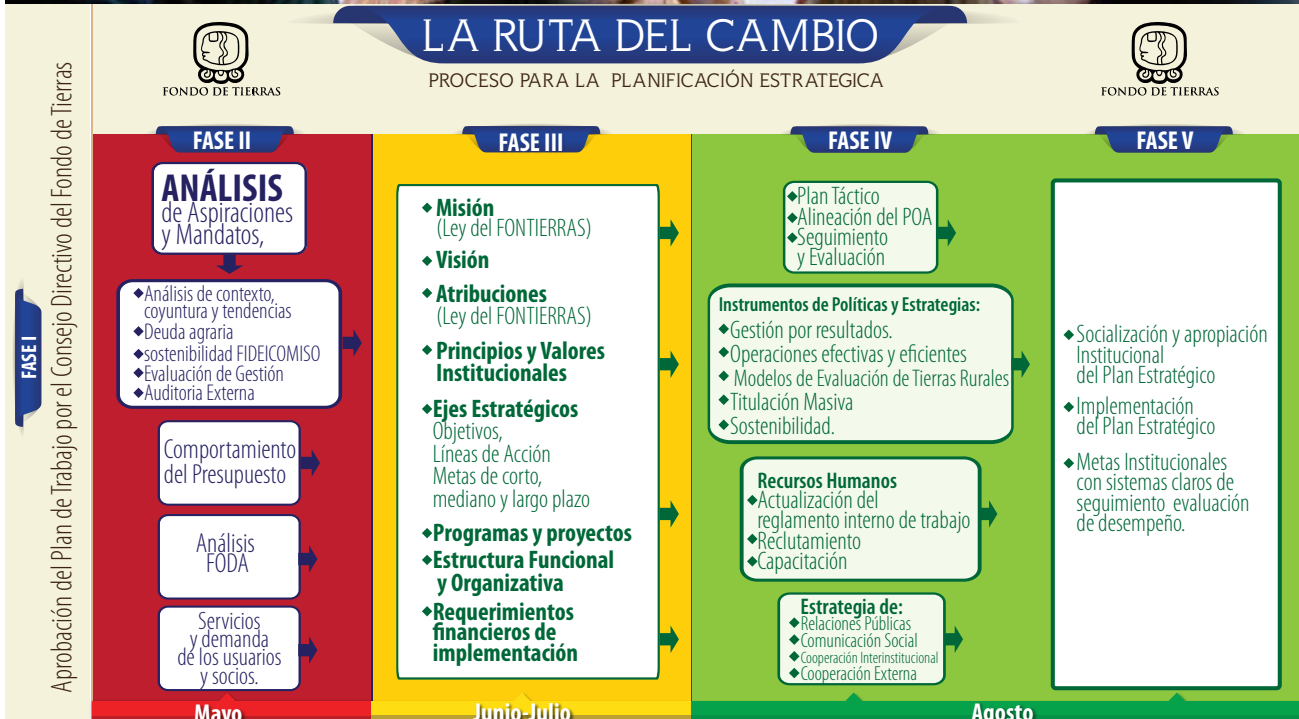 LA RUTA DEL CAMBIO
PROCESO PARA LA PLANIFICACIÓN ESTRATEGICA
FONDO DE TIERRAS
FONDO DE TIERRAS
FASE I
Aprobación del Plan de Trabajo por el Consejo Directivo del Fondo de Tierras
FASE II
ANÁLISIS
de Aspiraciones
y Mandatos,
◆Análisis de contexto,
coyuntura y tendencias
◆Deuda agraria
◆sostenibilidad FIDEICOMISO
◆Evaluación de Gestión
◆Auditoria Externa
Comportamiento
del Presupuesto
Análisis
FODA
Servicios
y demanda
de los usuarios
y socios.
Mayo
FASE III
◆ Misión
(Ley del FONTIERRAS)
◆ Visión
◆ Atribuciones
(Ley del FONTIERRAS)
◆ Principios y Valores
Institucionales
◆Ejes Estratégicos
Objetivos,
Líneas de Acción
Metas de corto,
mediano y largo plazo
◆Programas y proyectos
◆Estructura Funcional
y Organizativa
◆Requerimientos
financieros de
implementación
Junio-Julio
FASE IV
◆Plan Táctico
◆Alineación del POA
◆Seguimiento
y Evaluación
Instrumentos de Políticas y Estrategias:
◆Gestión por resultados.
◆Operaciones efectivas y eficientes
◆ Modelos de Evaluación de Tierras Rurales
◆Titulación Masiva
◆Sostenibilidad.
Recursos Humanos
◆Actualización del
reglamento interno de trabajo
◆Reclutamiento
◆Capacitación
Estrategia de:
◆Relaciones Públicas
◆Comunicación Social
◆Cooperación Interinstitucional
◆Cooperación Externa
FASE V
◆ Socialización y apropiación
Institucional
del Plan Estratégico
◆ Implementación
del Plan Estratégico
◆ Metas Institucionales
con sistemas claros de
seguimiento evaluación
de desempeño.
Agosto